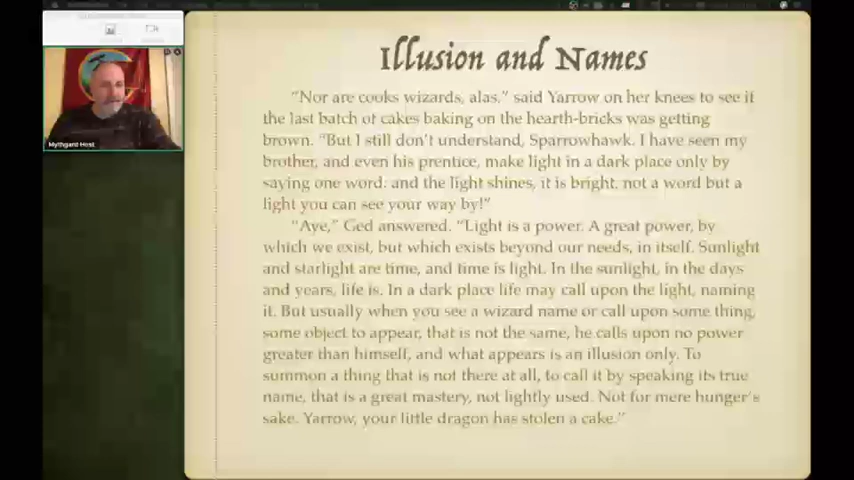 Illusion and Names
"Nor are cooks wizards, alas," said Yarrow on her knees to see if
the last batch of cakes baking on the hearth-bricks was getting
brown. "But I still don't understand, Sparrowhawk. I have seen my
brother, and even his prentice, make light in a dark place only by
saying one word: and the light shines, it is bright, not a word but a
light you can see your way by!"
"Aye," Ged answered. "Light is a power. A great power, by
which we exist, but which exists beyond our needs, in itself. Sunlight
and starlight are time, and time is light. In the sunlight, in the days
and years, life is. In a dark place life may call upon the light, naming
it. But usually when you see a wizard name or call upon some thing,
some object to appear, that is not the same, he calls upon no power
greater than himself, and what appears is an illusion only. To
summon a thing that is not there at all, to call it by speaking its true
name, that is a great mastery, not lightly used. Not for mere hunger's
sake. Yarrow, your little dragon has stolen a cake."
Mythgard Host